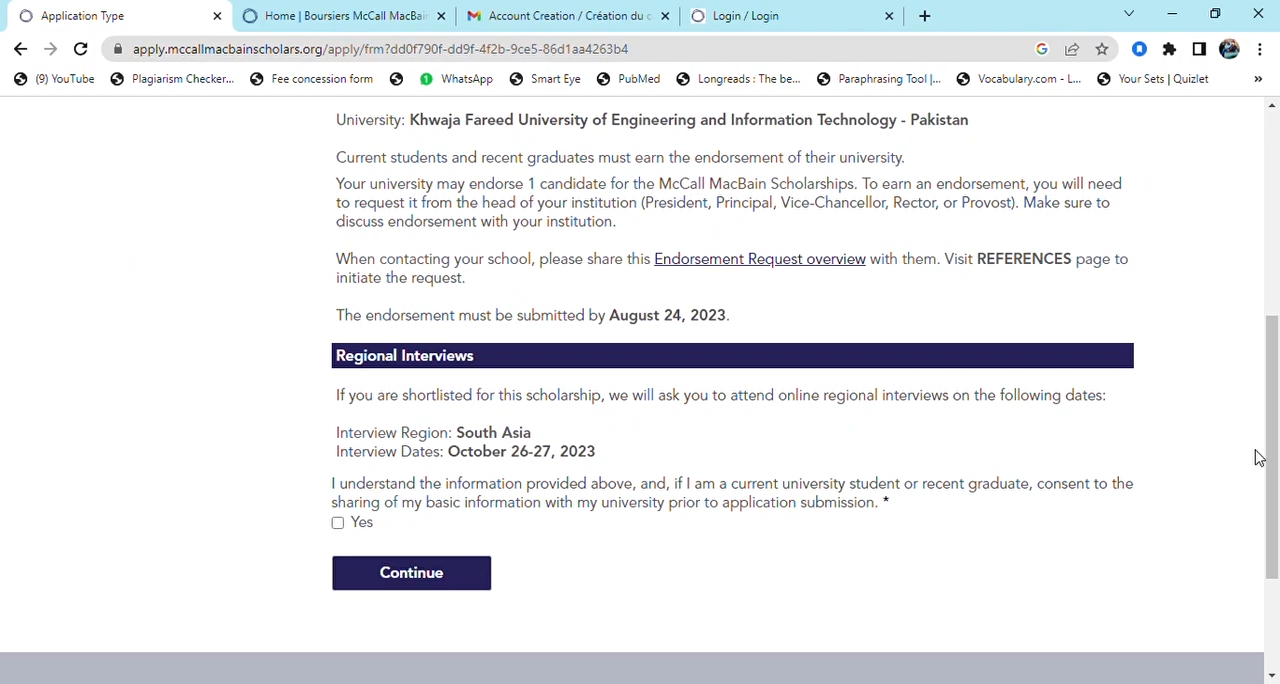 Application Type
Home | Boursiers McCall MacBain
Account Creation / Création du c
Login / Login
apply.mccallmacbainscholars.org/apply/frm?dd0f790f-dd9f-4f2b-9ce5-86d1aa4263b4
(9) YouTube
Plagiarism Checker...
Fee concession form
WhatsApp
Smart Eye
PubMed
Longreads : The be...
Paraphrasing Tool |...
Vocabulary.com - L...
Your Sets | Quizlet
»
University: Khwaja Fareed University of Engineering and Information Technology - Pakistan
Current students and recent graduates must earn the endorsement of their university.
Your university may endorse 1 candidate for the McCall MacBain Scholarships. To earn an endorsement, you will need
to request it from the head of your institution (President, Principal, Vice-Chancellor, Rector, or Provost). Make sure to
discuss endorsement with your institution.
When contacting your school, please share this Endorsement Request overview with them. Visit REFERENCES page to
initiate the request.
The endorsement must be submitted by August 24, 2023.
Regional Interviews
If you are shortlisted for this scholarship, we will ask you to attend online regional interviews on the following dates:
Interview Region: South Asia
Interview Dates: October 26-27, 2023
I understand the information provided above, and, if I am a current university student or recent graduate, consent to the
sharing of my basic information with my university prior to application submission. *
Yes
Continue